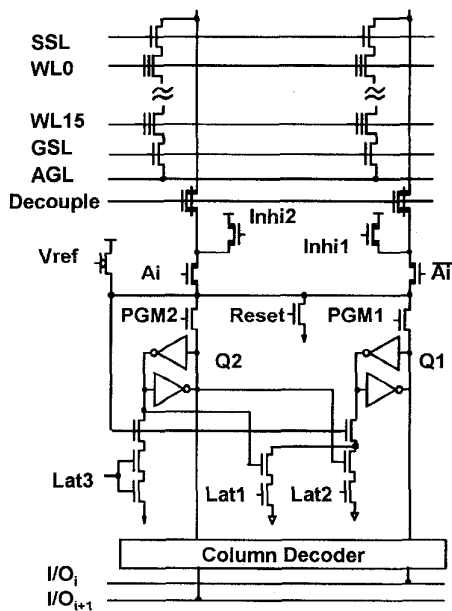 SSL
WL0
WL15
GSL
AGL
Decouple
Inhi2
Vref
Inhi1
Ai
A̅i̅
PGM2
Reset
PGM1
Q2
Q1
Lat3
Lat1
Lat2
Column Decoder
I/Oi
I/Oi+1